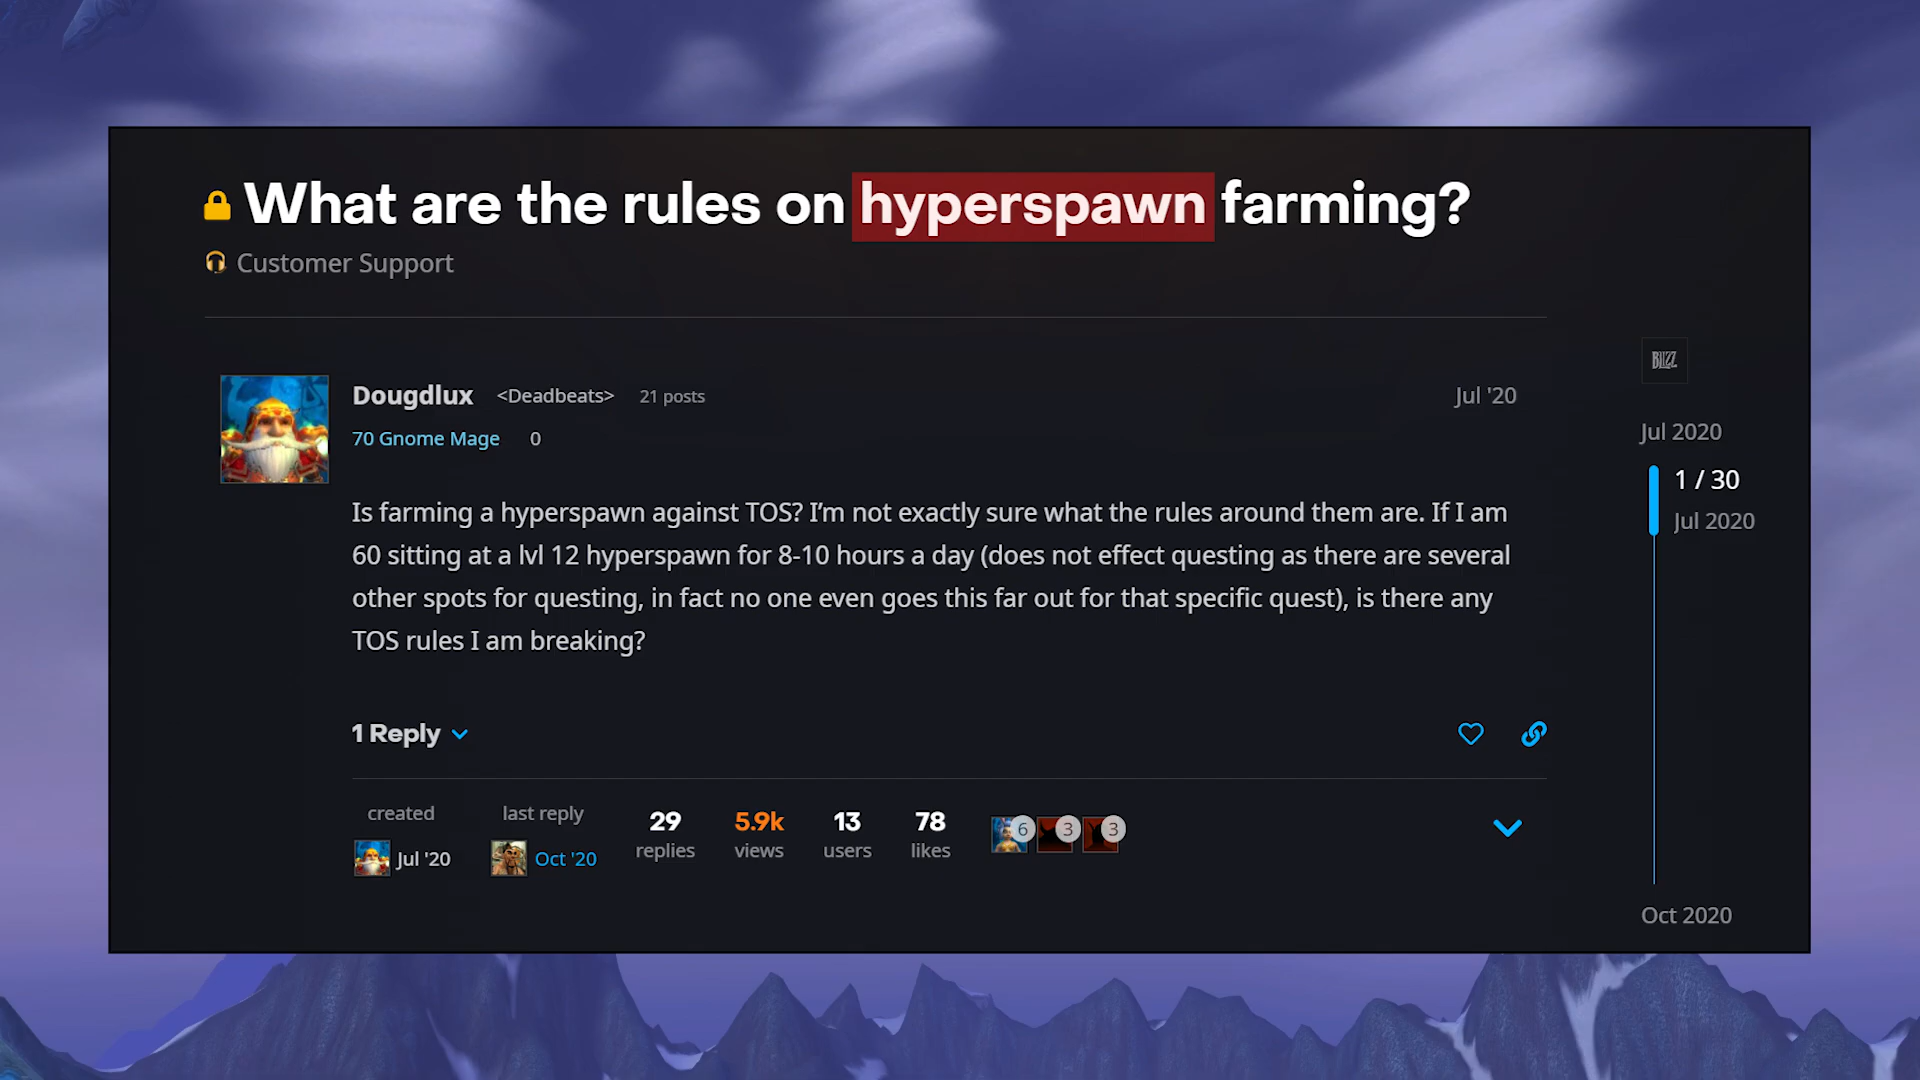 What are the rules on hyperspawn farming?
Customer Support
Dougdlux <Deadbeats> 21 posts Jul '20
70 Gnome Mage 0
Is farming a hyperspawn against TOS? I'm not exactly sure what the rules around them are. If I am
60 sitting at a lvl 12 hyperspawn for 8-10 hours a day (does not effect questing as there are several
other spots for questing, in fact no one even goes this far out for that specific quest), is there any
TOS rules I am breaking?
1 Reply
created last reply 29 5.9k 13 78 6 3 3
Jul '20 Oct '20 replies views users likes
BLIZZ
Jul 2020
1 / 30
Jul 2020
Oct 2020